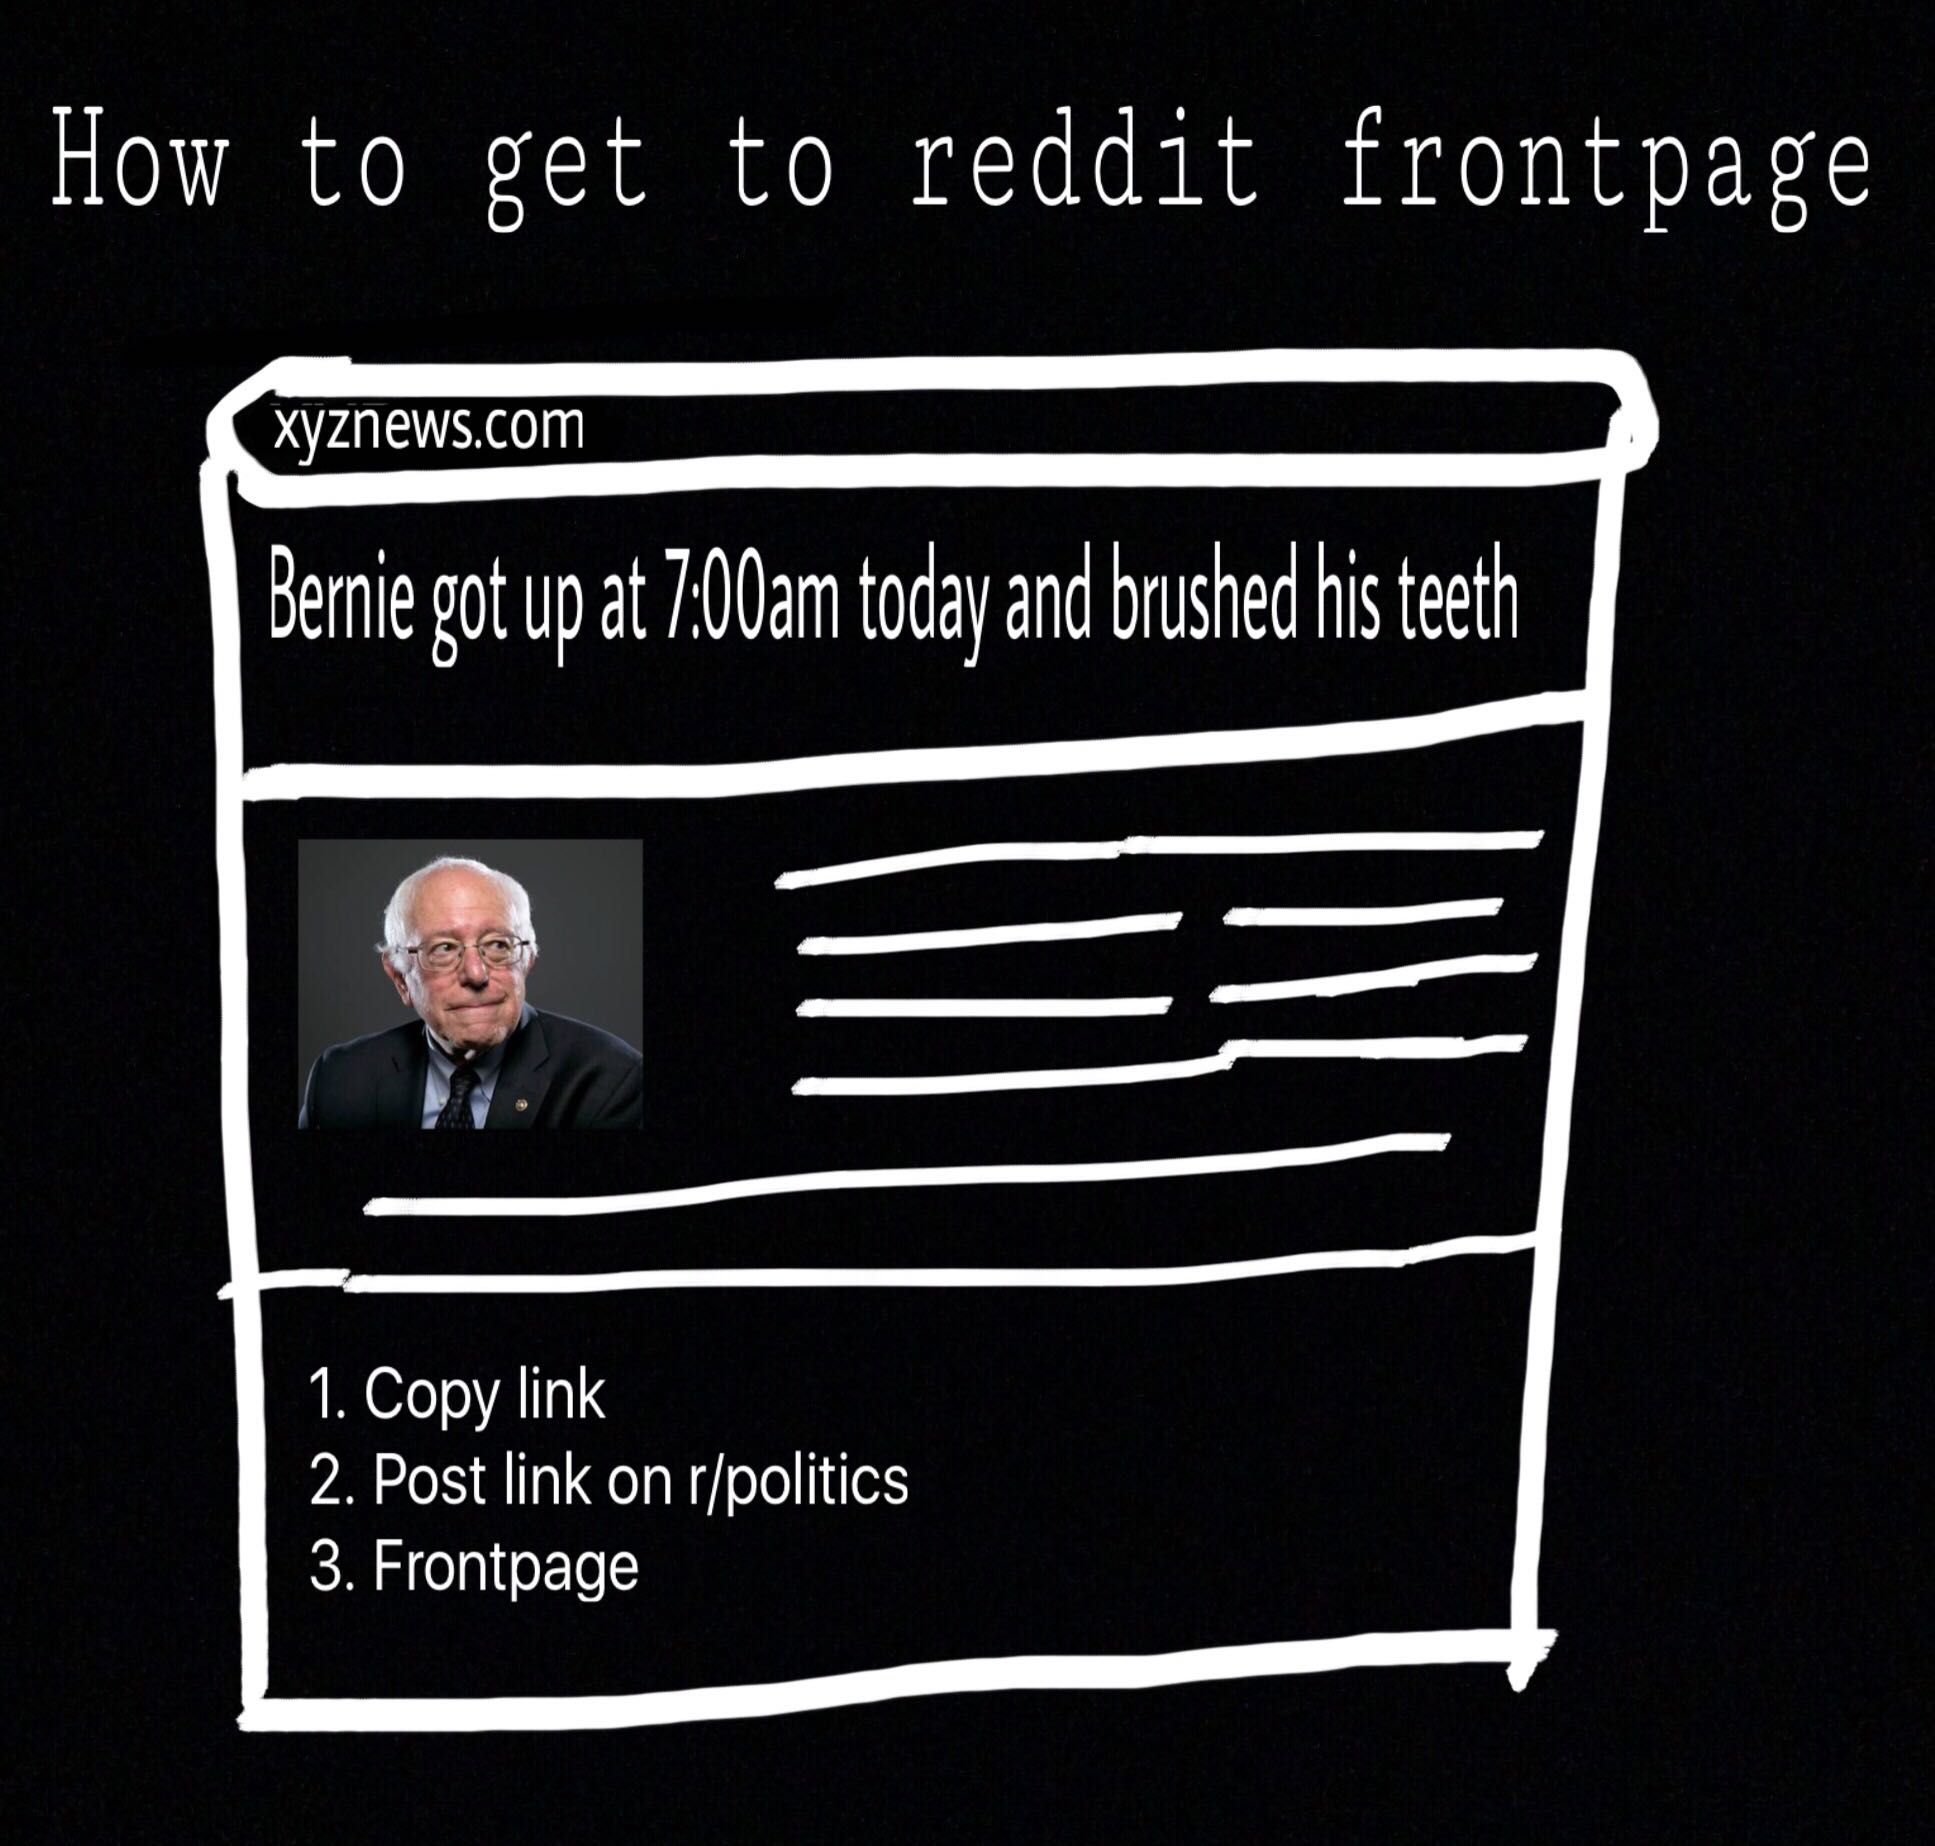 How to get to reddit frontpage
xyznews.com
Bernie got up at 7:00am today and brushed his teeth
1. Copy link
2. Post link on r/politics
3. Frontpage